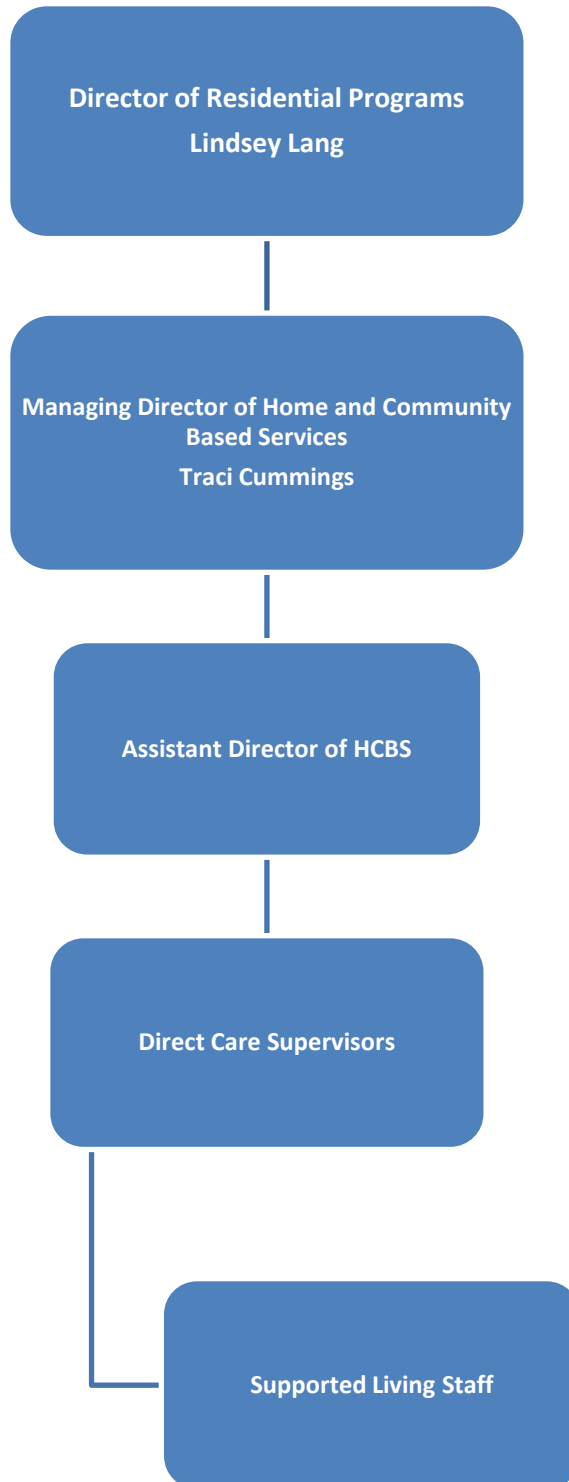 Director of Residential Programs
Lindsey Lang
Managing Director of Home and Community
Based Services
Traci Cummings
Assistant Director of HCBS
Direct Care Supervisors
Supported Living Staff